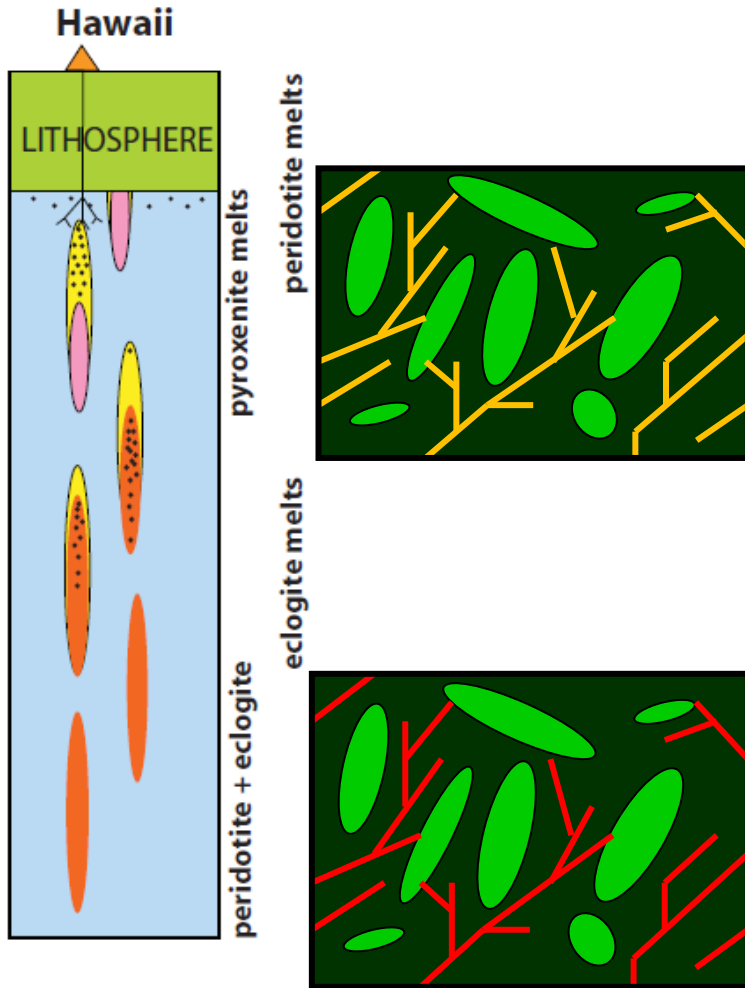 Hawaii
LITHOSPHERE
peridotite melts
pyroxenite melts
eclogite melts
peridotite + eclogite